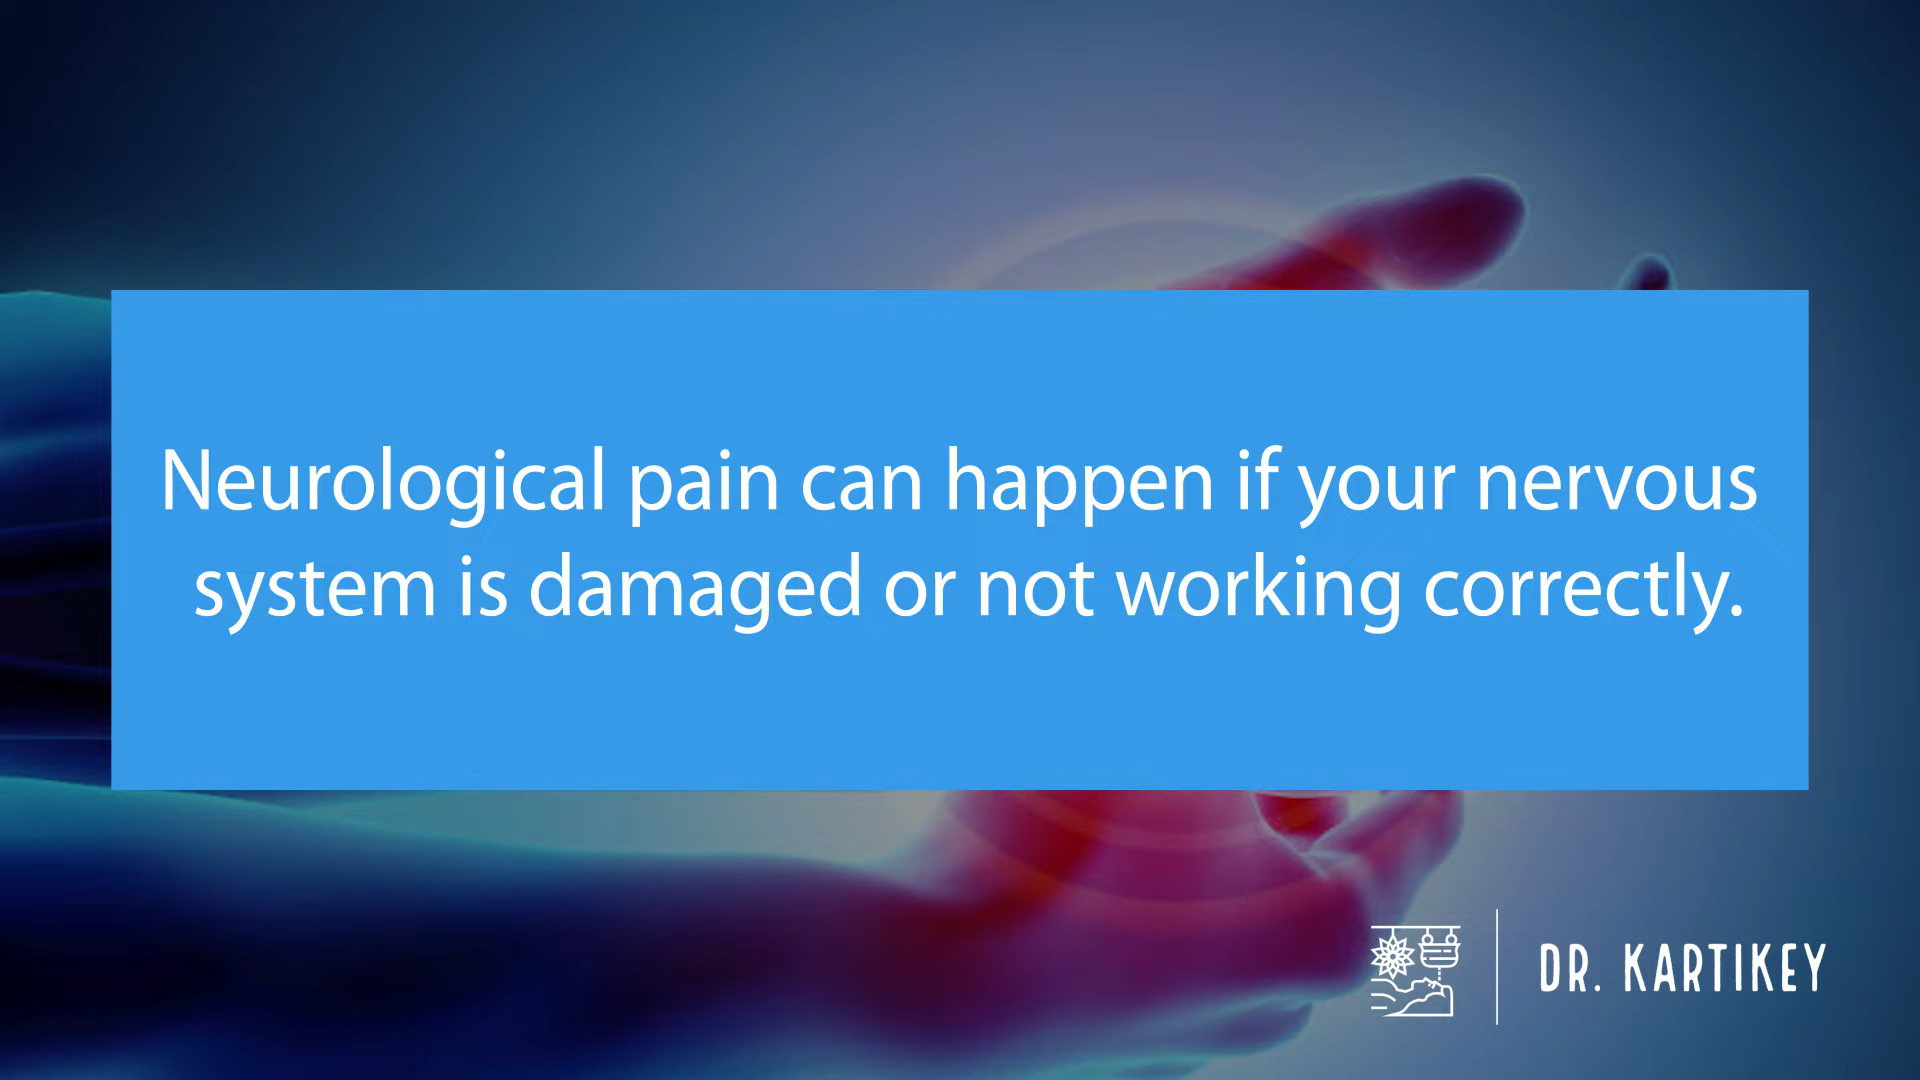 Neurological pain can happen if your nervous
system is damaged or not working correctly.
DR. KARTIKEY